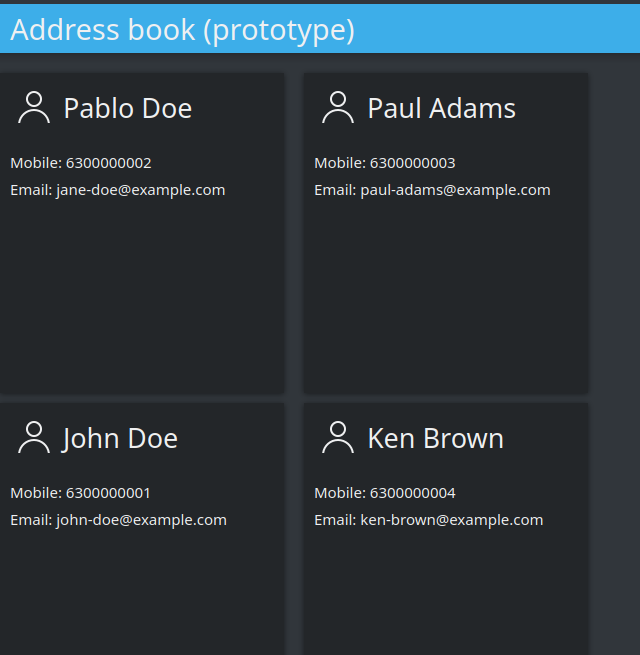 Address book (prototype)
Pablo Doe
Mobile: 6300000002
Email: jane-doe@example.com
Paul Adams
Mobile: 6300000003
Email: paul-adams@example.com
John Doe
Mobile: 6300000001
Email: john-doe@example.com
Ken Brown
Mobile: 6300000004
Email: ken-brown@example.com